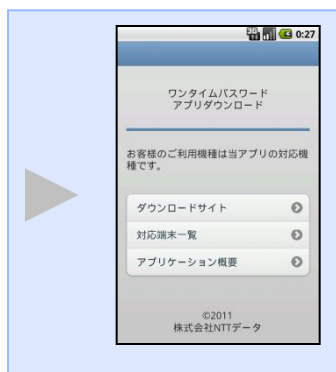 0:27
ワンタイムパスワード
アプリダウンロード
お客様のご利用機種は当アプリの対応機
種です。
ダウンロードサイト
対応端末一覧
アプリケーション概要
©2011
株式会社NTTデータ